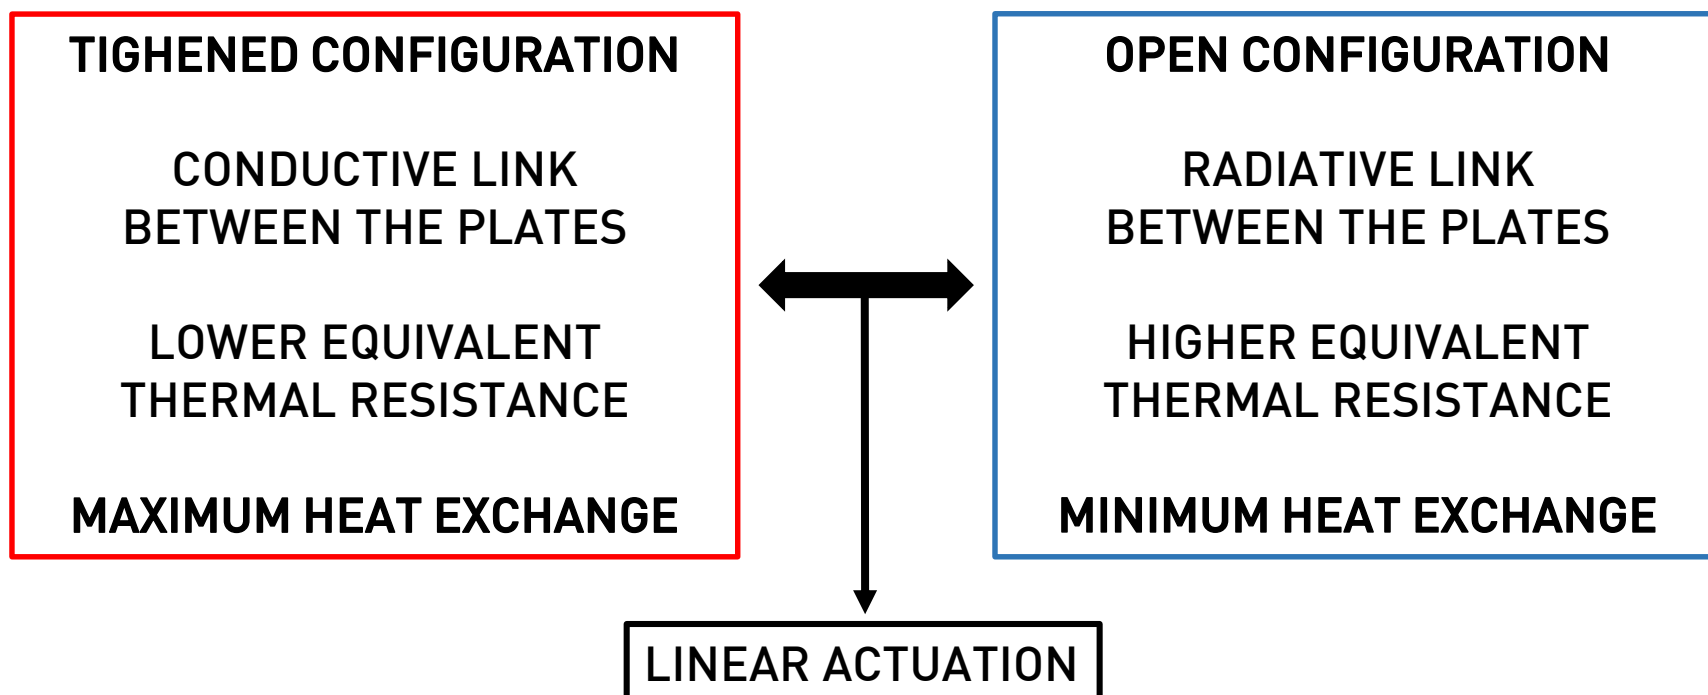 TIGHENED CONFIGURATION
CONDUCTIVE LINK
BETWEEN THE PLATES
LOWER EQUIVALENT
THERMAL RESISTANCE
MAXIMUM HEAT EXCHANGE
OPEN CONFIGURATION
RADIATIVE LINK
BETWEEN THE PLATES
HIGHER EQUIVALENT
THERMAL RESISTANCE
MINIMUM HEAT EXCHANGE
LINEAR ACTUATION